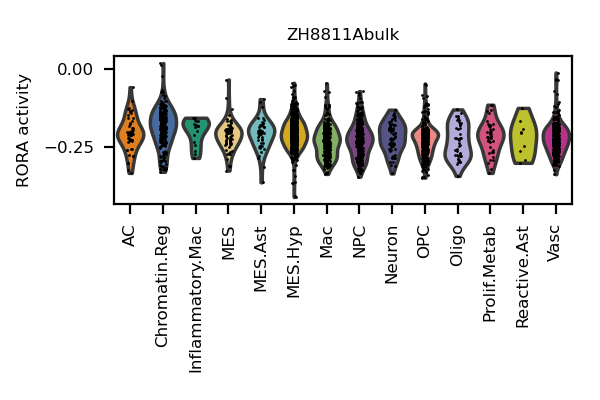 ZH8811Abulk
RORA activity
0.00
−0.25
AC
Chromatin.Reg
Inflammatory.Mac
MES
MES.Ast
MES.Hyp
Mac
NPC
Neuron
OPC
Oligo
Prolif.Metab
Reactive.Ast
Vasc